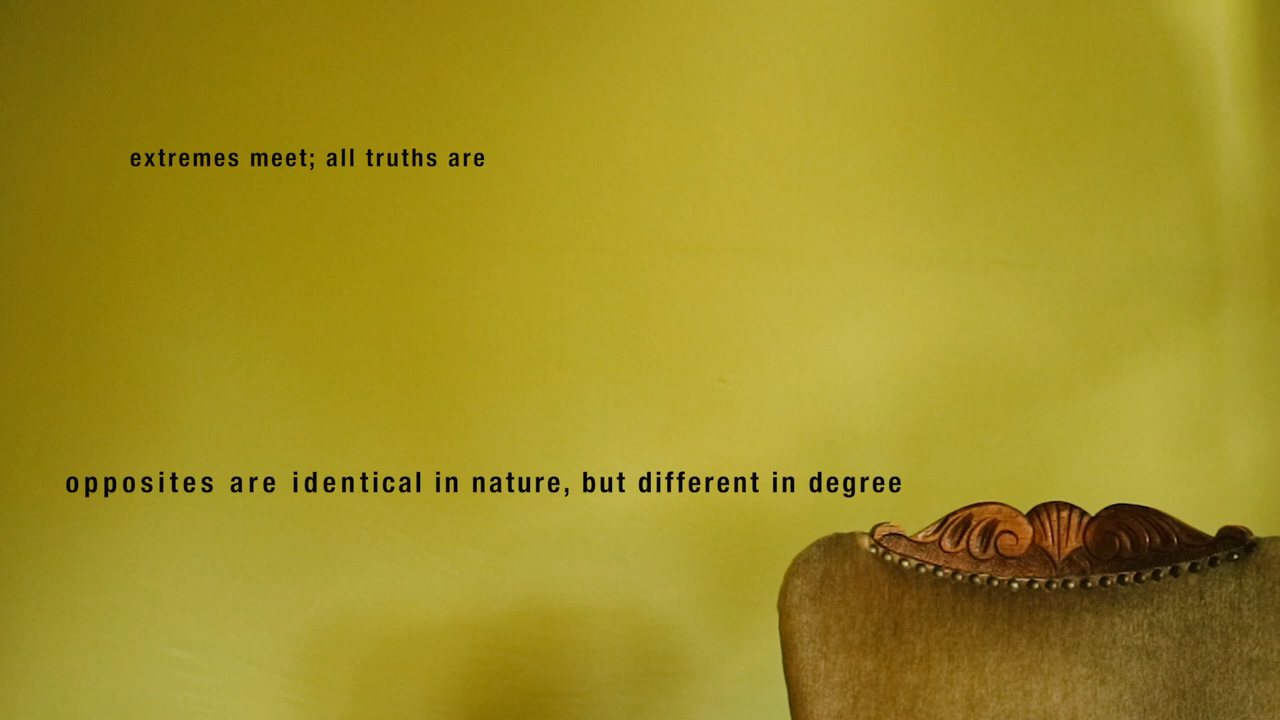 extremes meet; all truths are
opposites are identical in nature, but different in degree